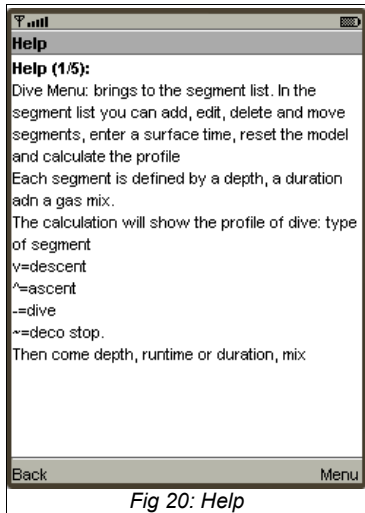 Help
Help (1/5):
Dive Menu: brings to the segment list. In the
segment list you can add, edit, delete and move
segments, enter a surface time, reset the model
and calculate the profile
Each segment is defined by a depth, a duration
adn a gas mix.
The calculation will show the profile of dive: type
of segment
v=descent
^=ascent
-=dive
~=deco stop.
Then come depth, runtime or duration, mix
Back Menu
Fig 20: Help